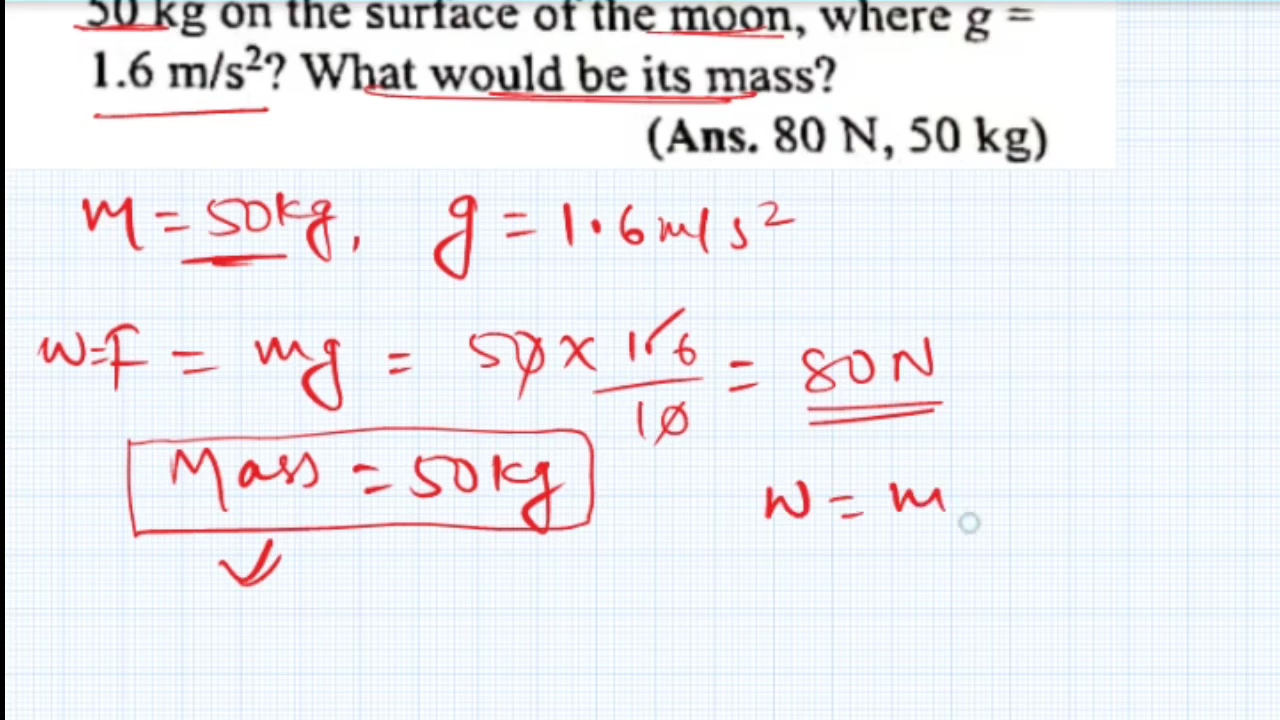 50 kg on the surface of the moon, where g =
1.6 m/s²? What would be its mass?
(Ans. 80 N, 50 kg)
M = 50kg, g = 1.6 m/s²
W=F = mg = 50 × 16/10 = 80N
Mass = 50kg
W = m